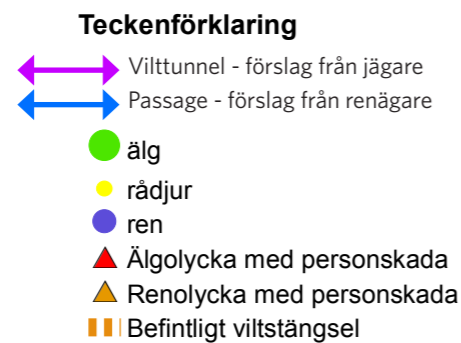 Teckenförklaring
Vilttunnel - förslag från jägare
Passage - förslag från renägare
älg
rådjur
ren
Älgolycka med personskada
Renolycka med personskada
Befintligt viltstängsel